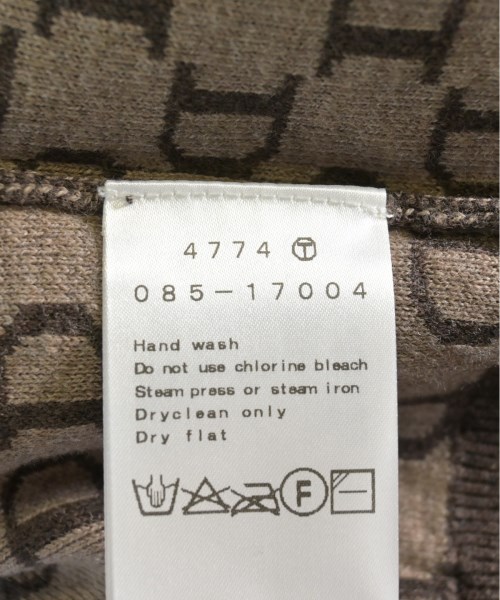 4774 Ⓣ
085-17004
Hand wash
Do not use chlorine bleach
Steam press or steam iron
Dryclean only
Dry flat
F